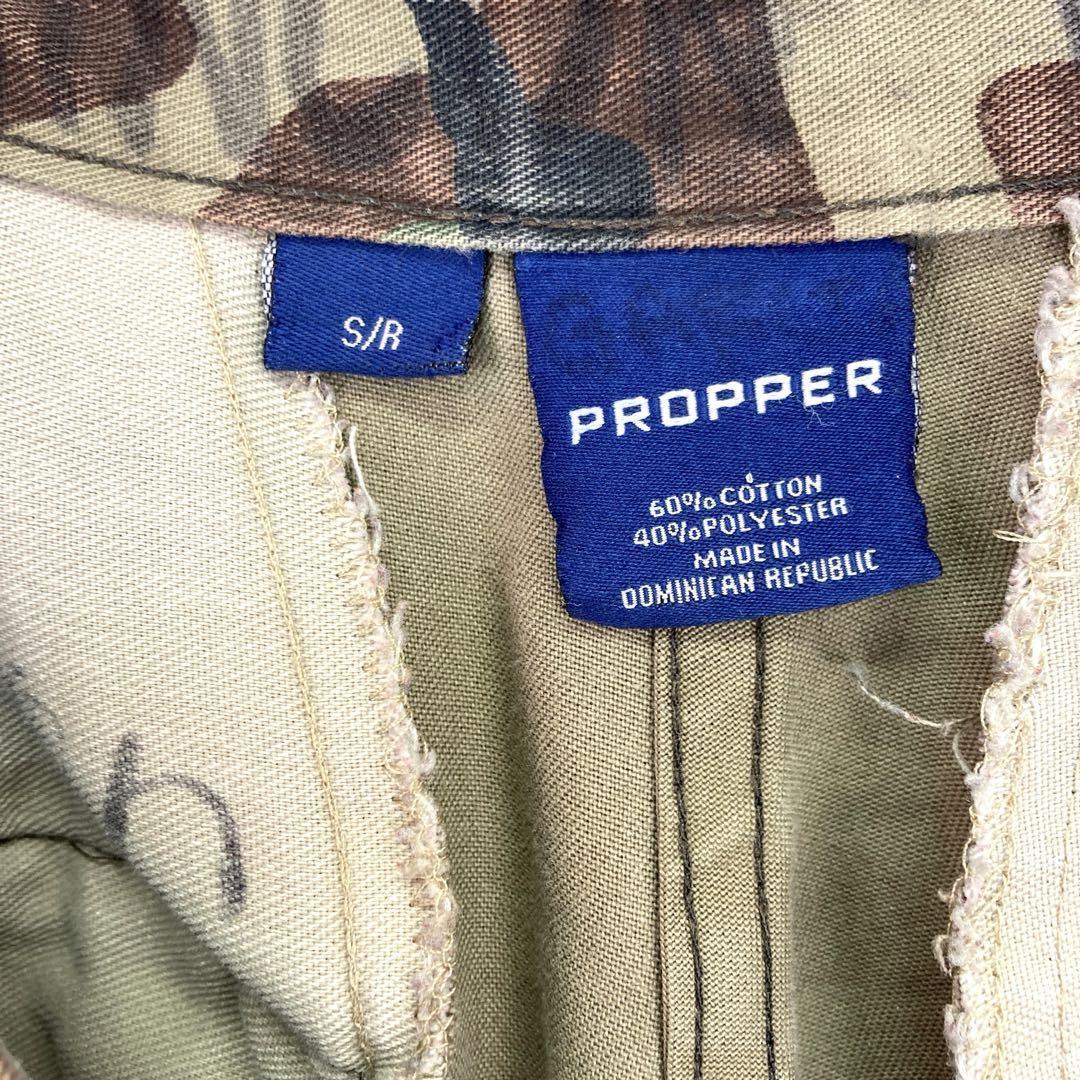 S/R
PROPPER
60% COTTON
40% POLYESTER
MADE IN
DOMINICAN REPUBLIC